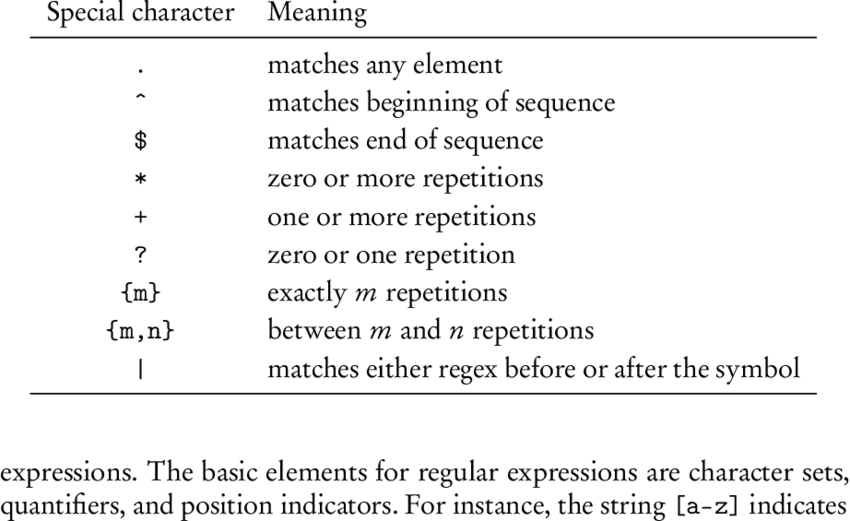 Special character Meaning
. matches any element
^ matches beginning of sequence
$ matches end of sequence
* zero or more repetitions
+ one or more repetitions
? zero or one repetition
{m} exactly m repetitions
{m,n} between m and n repetitions
| matches either regex before or after the symbol
expressions. The basic elements for regular expressions are character sets,
quantifiers, and position indicators. For instance, the string [a-z] indicates